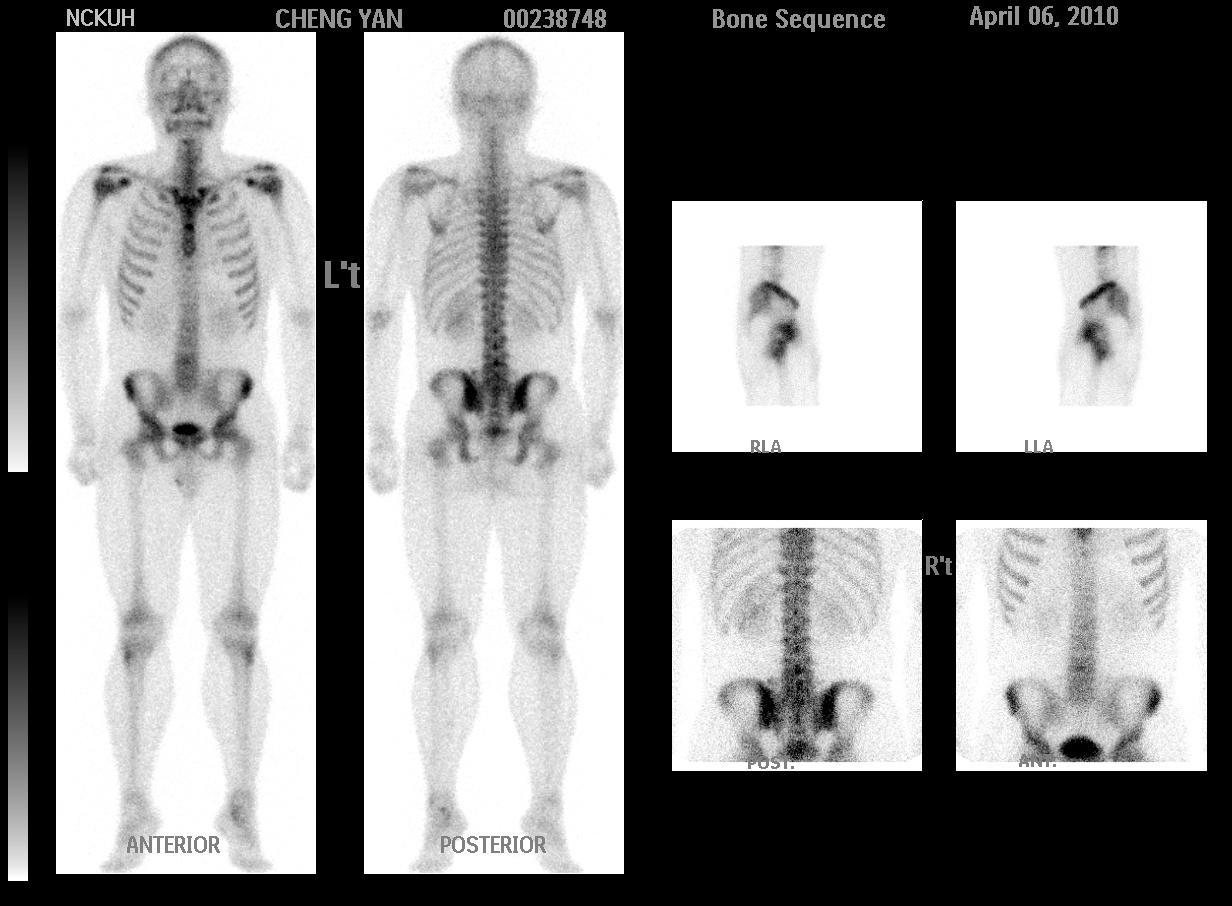 NCKUH CHENG YAN 00238748 Bone Sequence April 06, 2010
L't
RLA LLA
R't
POST. ANT.
ANTERIOR POSTERIOR